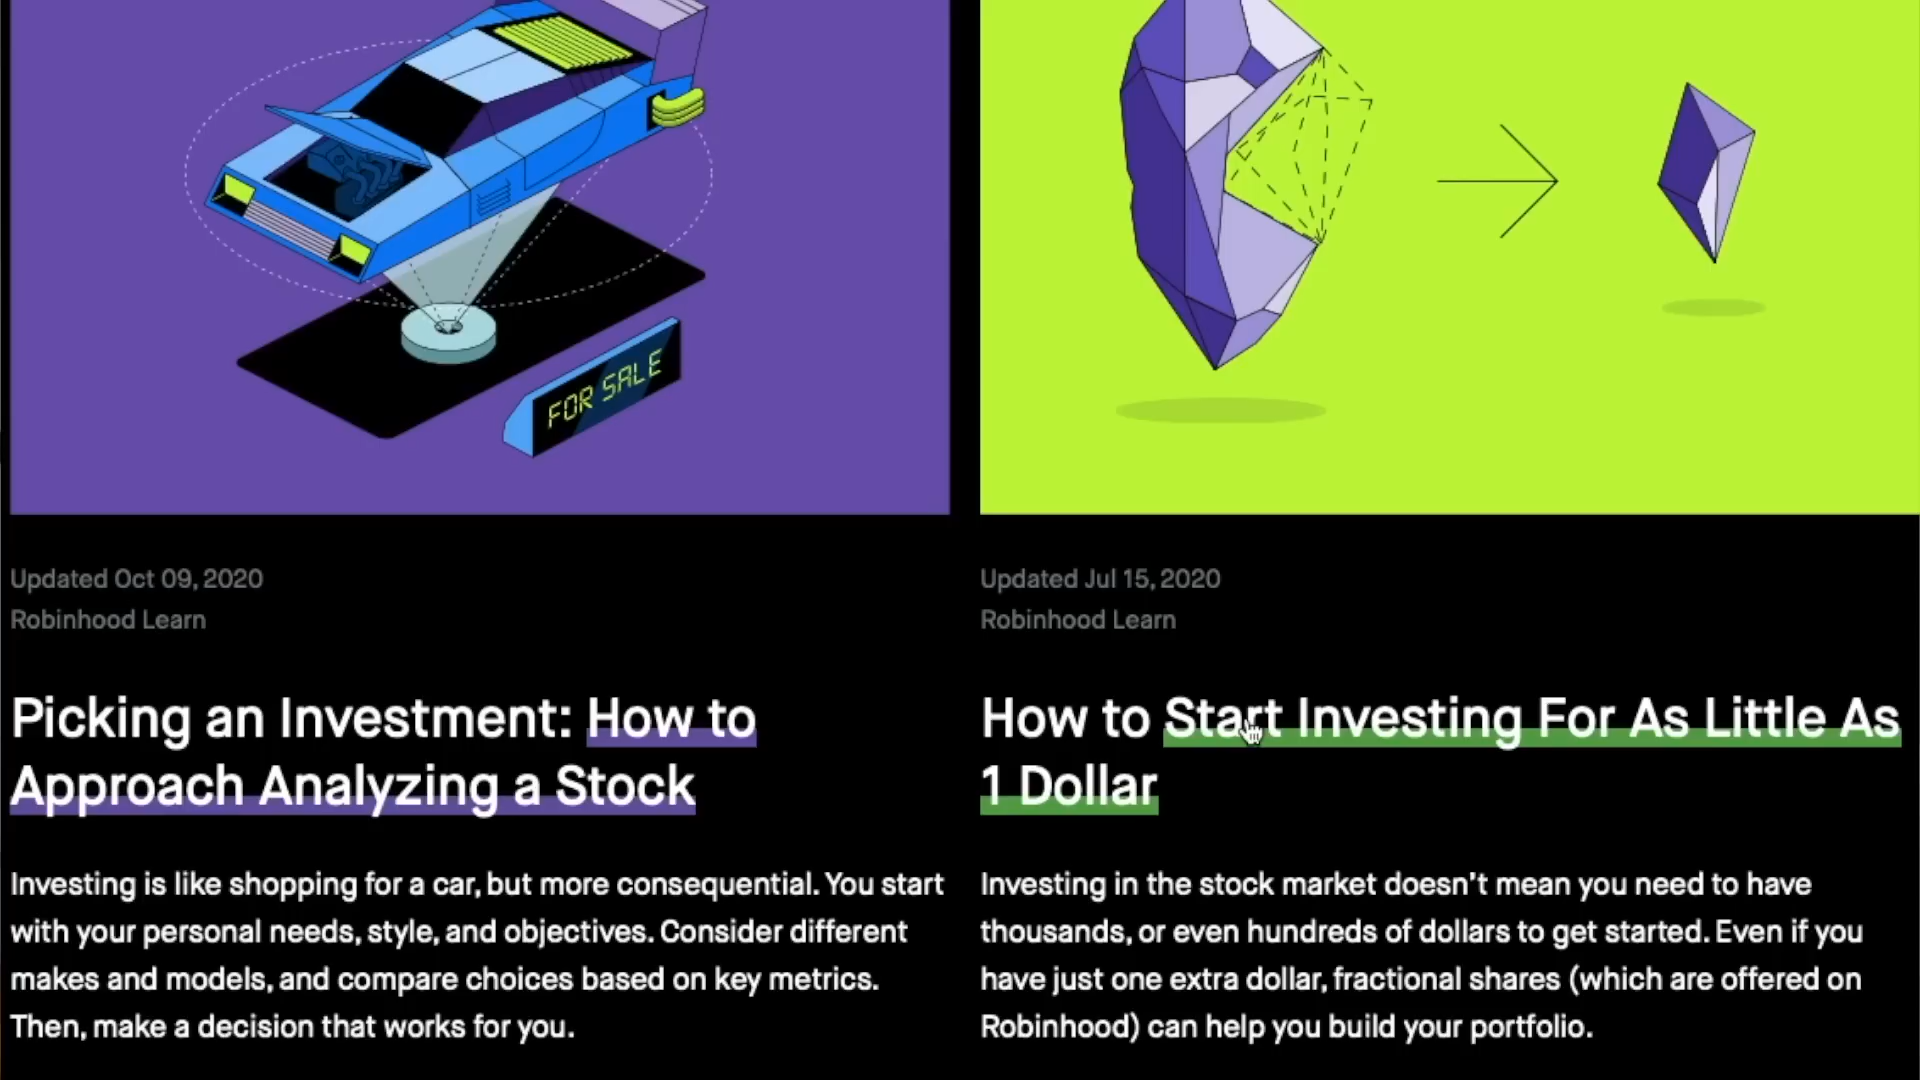 FOR SALE
Updated Oct 09, 2020
Robinhood Learn
Picking an Investment: How to
Approach Analyzing a Stock
Investing is like shopping for a car, but more consequential. You start
with your personal needs, style, and objectives. Consider different
makes and models, and compare choices based on key metrics.
Then, make a decision that works for you.
Updated Jul 15, 2020
Robinhood Learn
How to Start Investing For As Little As
1 Dollar
Investing in the stock market doesn't mean you need to have
thousands, or even hundreds of dollars to get started. Even if you
have just one extra dollar, fractional shares (which are offered on
Robinhood) can help you build your portfolio.